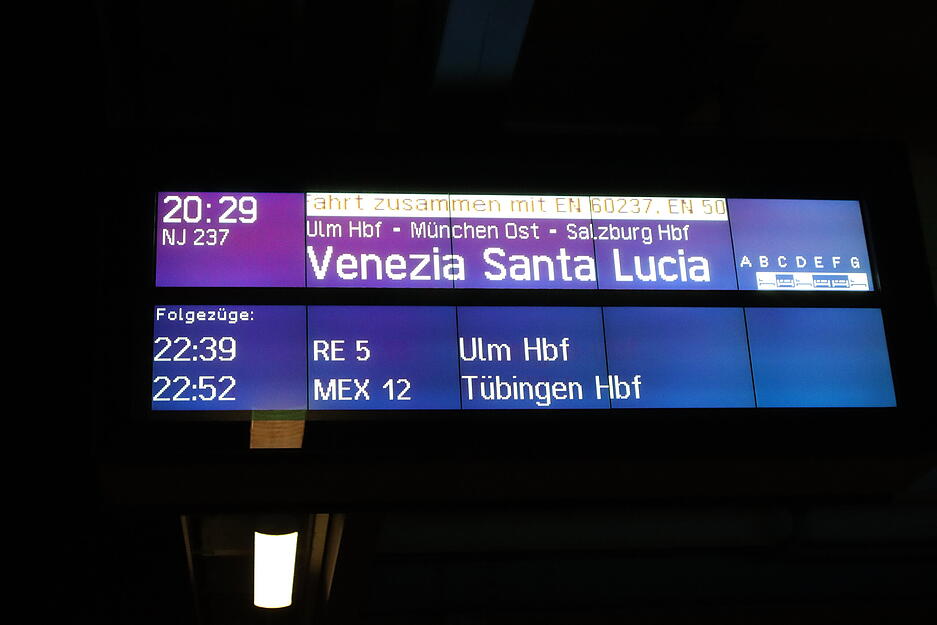 20:29
NJ 237
ahrt zusammen mit EN 60237, EN 50
Ulm Hbf - München Ost - Salzburg Hbf
Venezia Santa Lucia
A B C D E F G
Folgezüge:
22:39 RE 5 Ulm Hbf
22:52 MEX 12 Tübingen Hbf